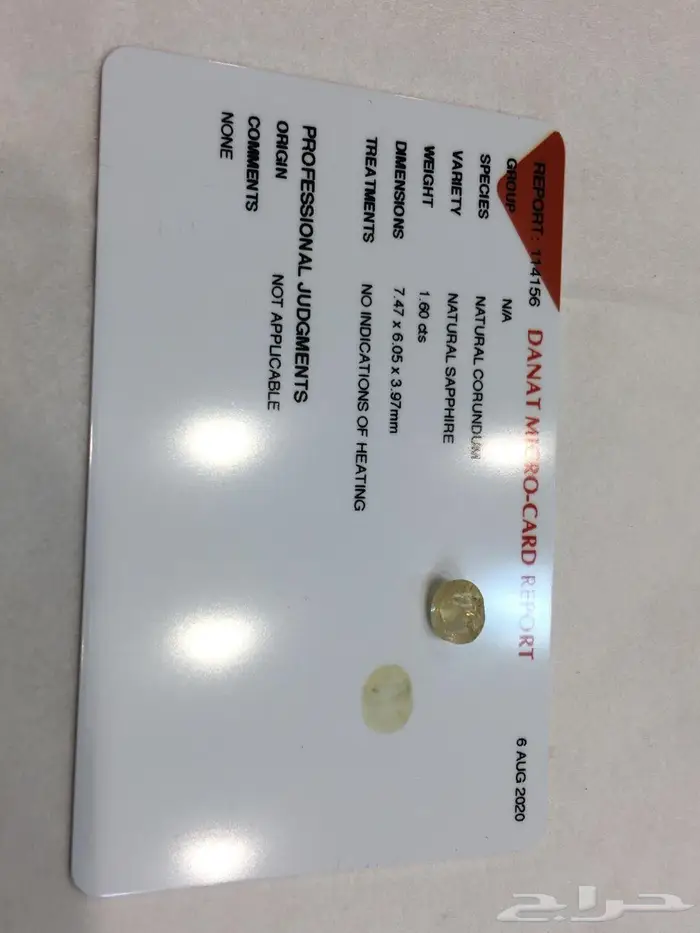 REPORT: 114156 DANAT MICRO-CARD REPORT 6 AUG 2020
GROUP N/A
SPECIES NATURAL CORUNDUM
VARIETY NATURAL SAPPHIRE
WEIGHT 1.60 cts
DIMENSIONS 7.47 x 6.05 x 3.97mm
TREATMENTS NO INDICATIONS OF HEATING
PROFESSIONAL JUDGMENTS
ORIGIN NOT APPLICABLE
COMMENTS
NONE
حراج